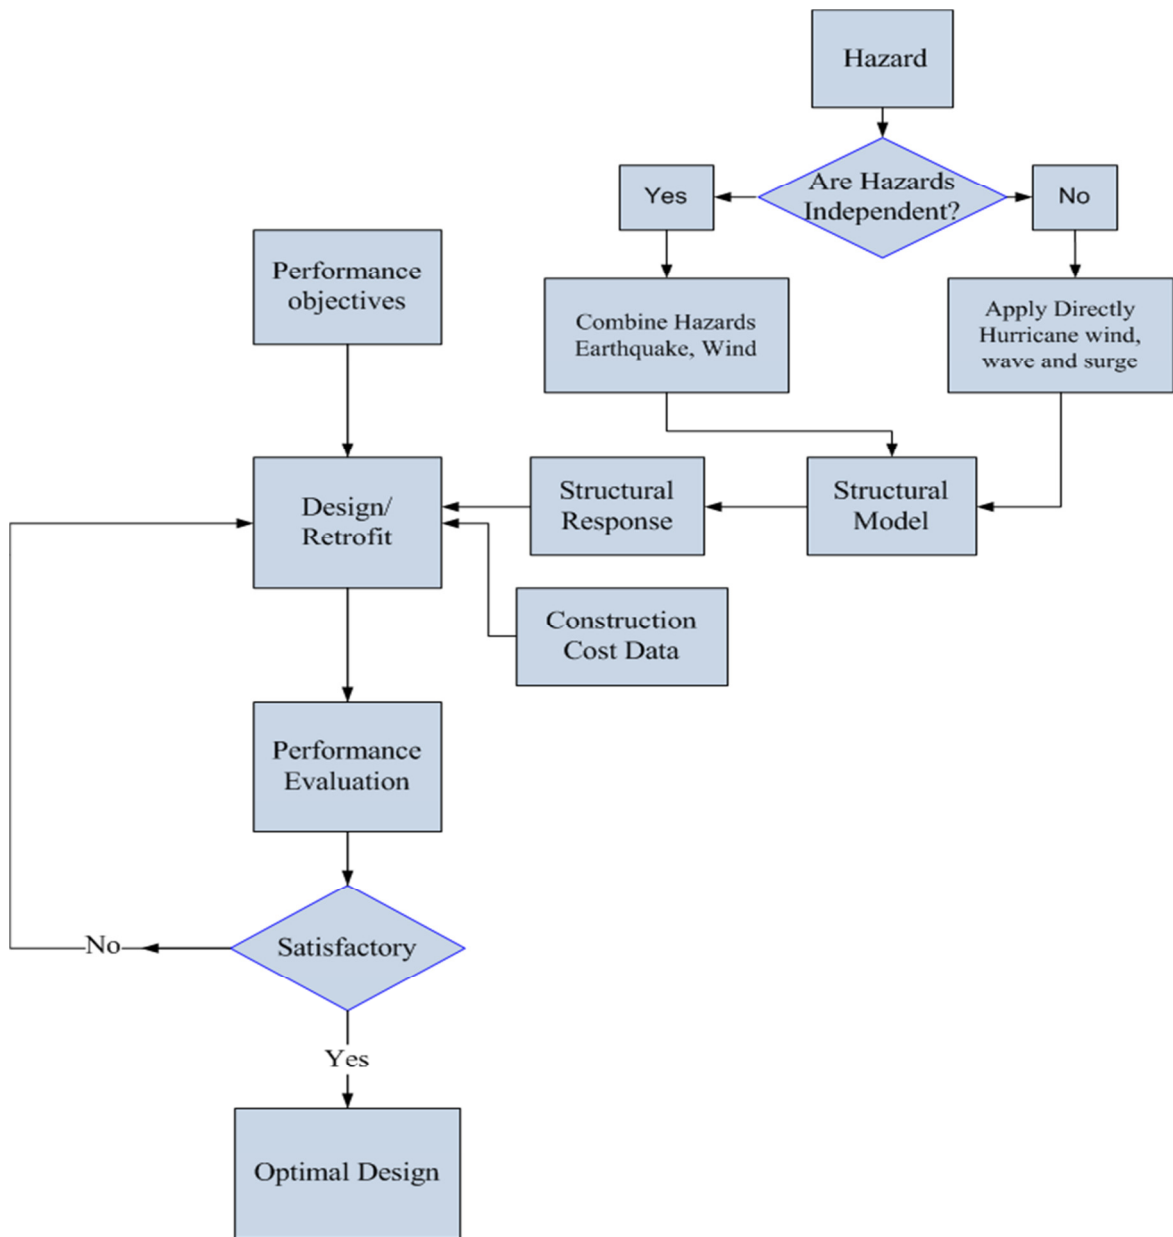 Hazard
Are Hazards
Independent?
Yes
No
Performance
objectives
Combine Hazards
Earthquake, Wind
Apply Directly
Hurricane wind,
wave and surge
Design/
Retrofit
Structural
Response
Structural
Model
Construction
Cost Data
Performance
Evaluation
Satisfactory
No
Yes
Optimal Design